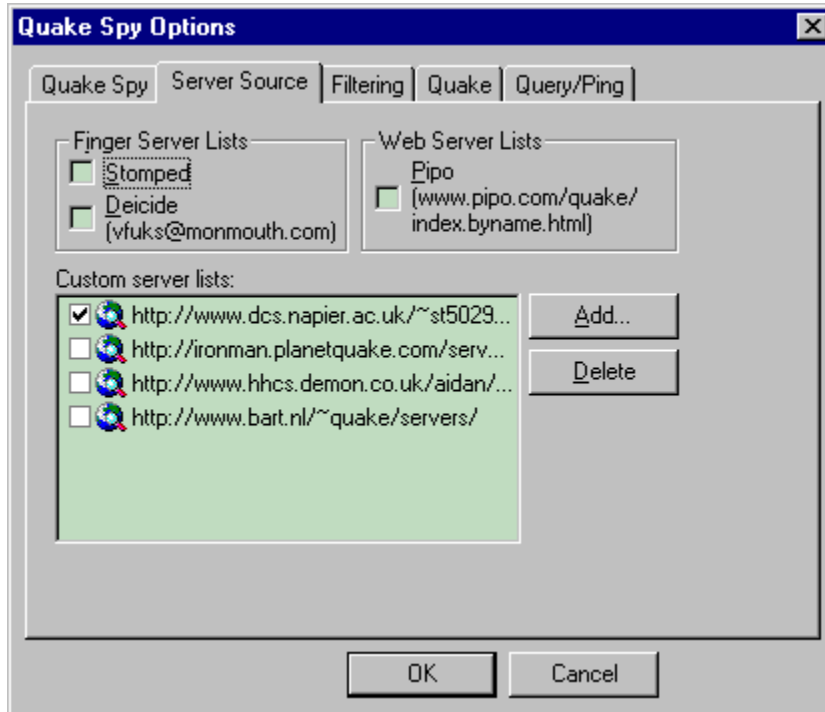 Quake Spy Options
Quake Spy Server Source Filtering Quake Query/Ping
Finger Server Lists
Stomped
Deicide
(vfuks@monmouth.com)
Web Server Lists
Pipo
(www.pipo.com/quake/
index.byname.html)
Custom server lists:
http://www.dcs.napier.ac.uk/~st5029...
http://ironman.planetquake.com/serv...
http://www.hhcs.demon.co.uk/aidan/...
http://www.bart.nl/~quake/servers/
Add...
Delete
OK Cancel